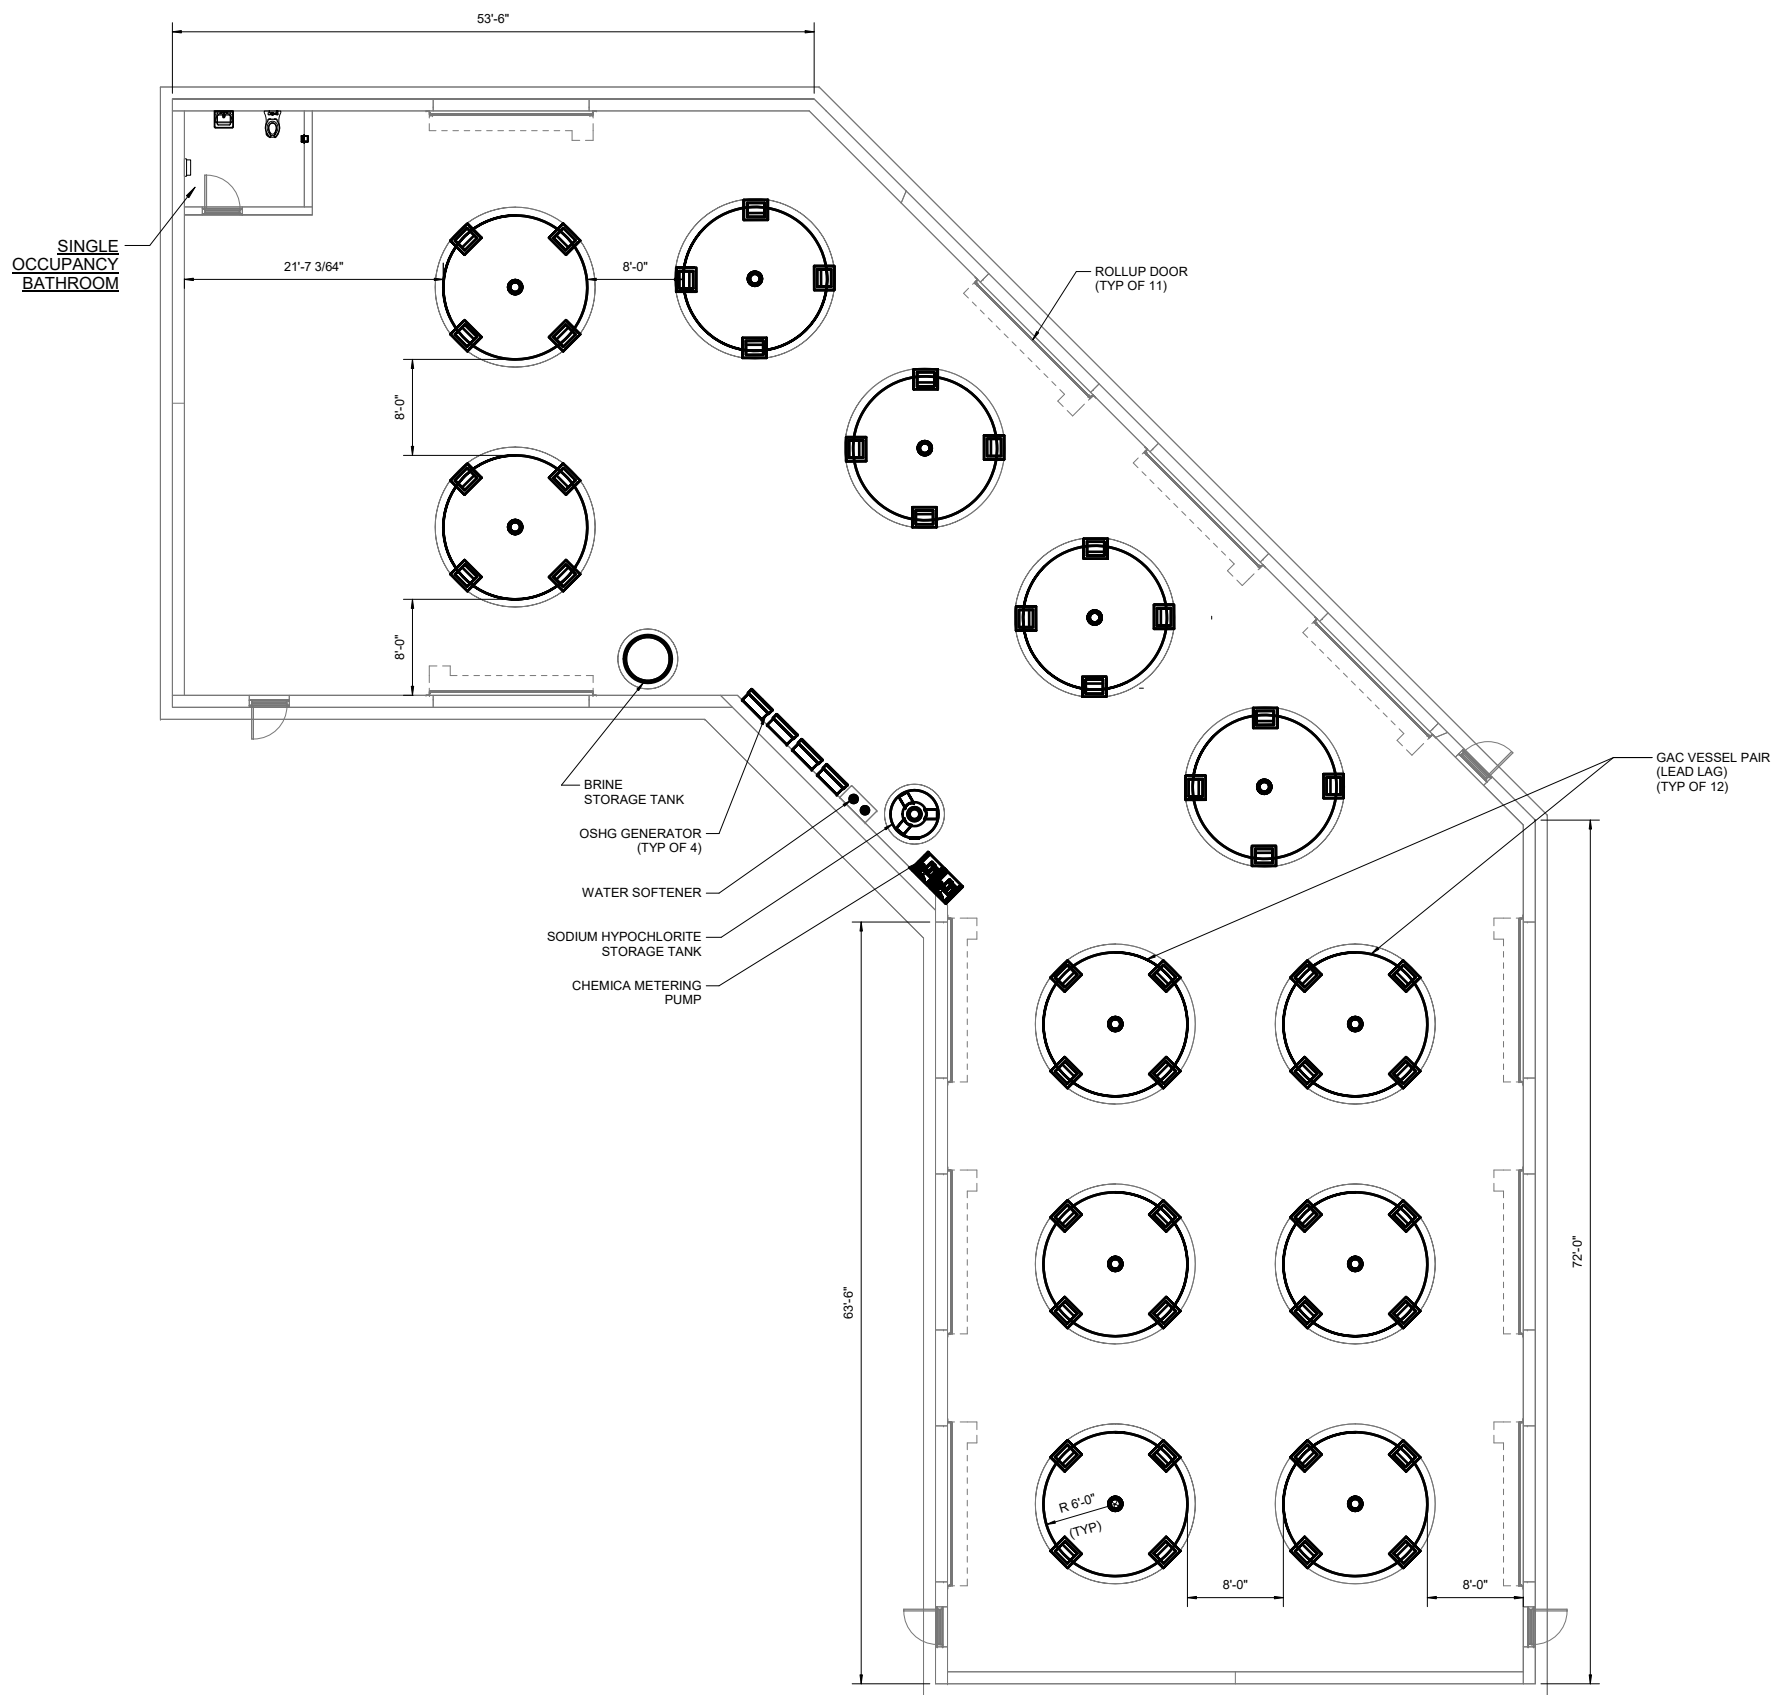 53'-6"
SINGLE
OCCUPANCY
BATHROOM
21'-7 3/64"
8'-0"
ROLLUP DOOR
(TYP OF 11)
8'-0"
8'-0"
BRINE
STORAGE TANK
OSHG GENERATOR
(TYP OF 4)
WATER SOFTENER
SODIUM HYPOCHLORITE
STORAGE TANK
CHEMICA METERING
PUMP
GAC VESSEL PAIR
(LEAD LAG)
(TYP OF 12)
63'-6"
72'-0"
R 6'-0"
(TYP)
8'-0"
8'-0"